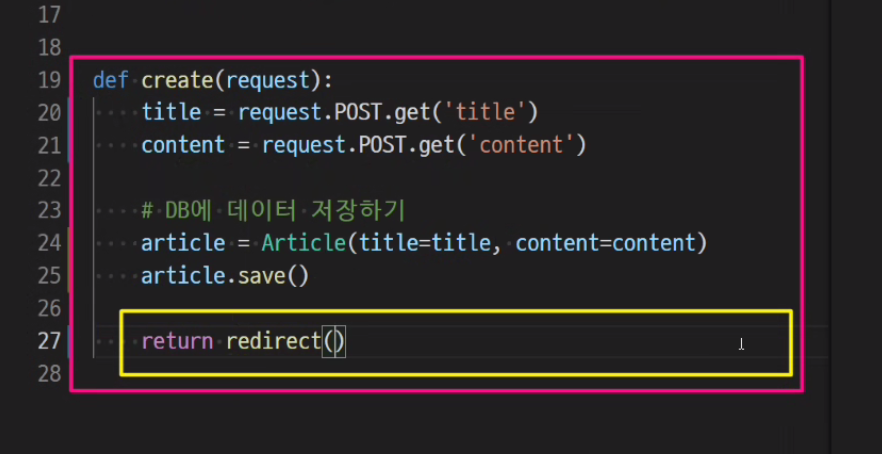 17
18
19 def create(request):
20 title = request.POST.get('title')
21 content = request.POST.get('content')
22
23 # DB에 데이터 저장하기
24 article = Article(title=title, content=content)
25 article.save()
26
27 return redirect()
28